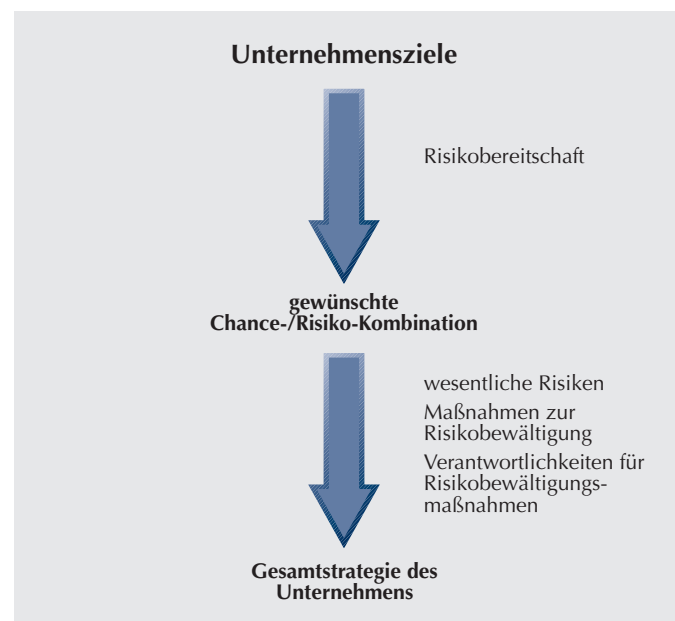 Unternehmensziele
Risikobereitschaft
gewünschte
Chance-/Risiko-Kombination
wesentliche Risiken
Maßnahmen zur
Risikobewältigung
Verantwortlichkeiten für
Risikobewältigungs-
maßnahmen
Gesamtstrategie des
Unternehmens